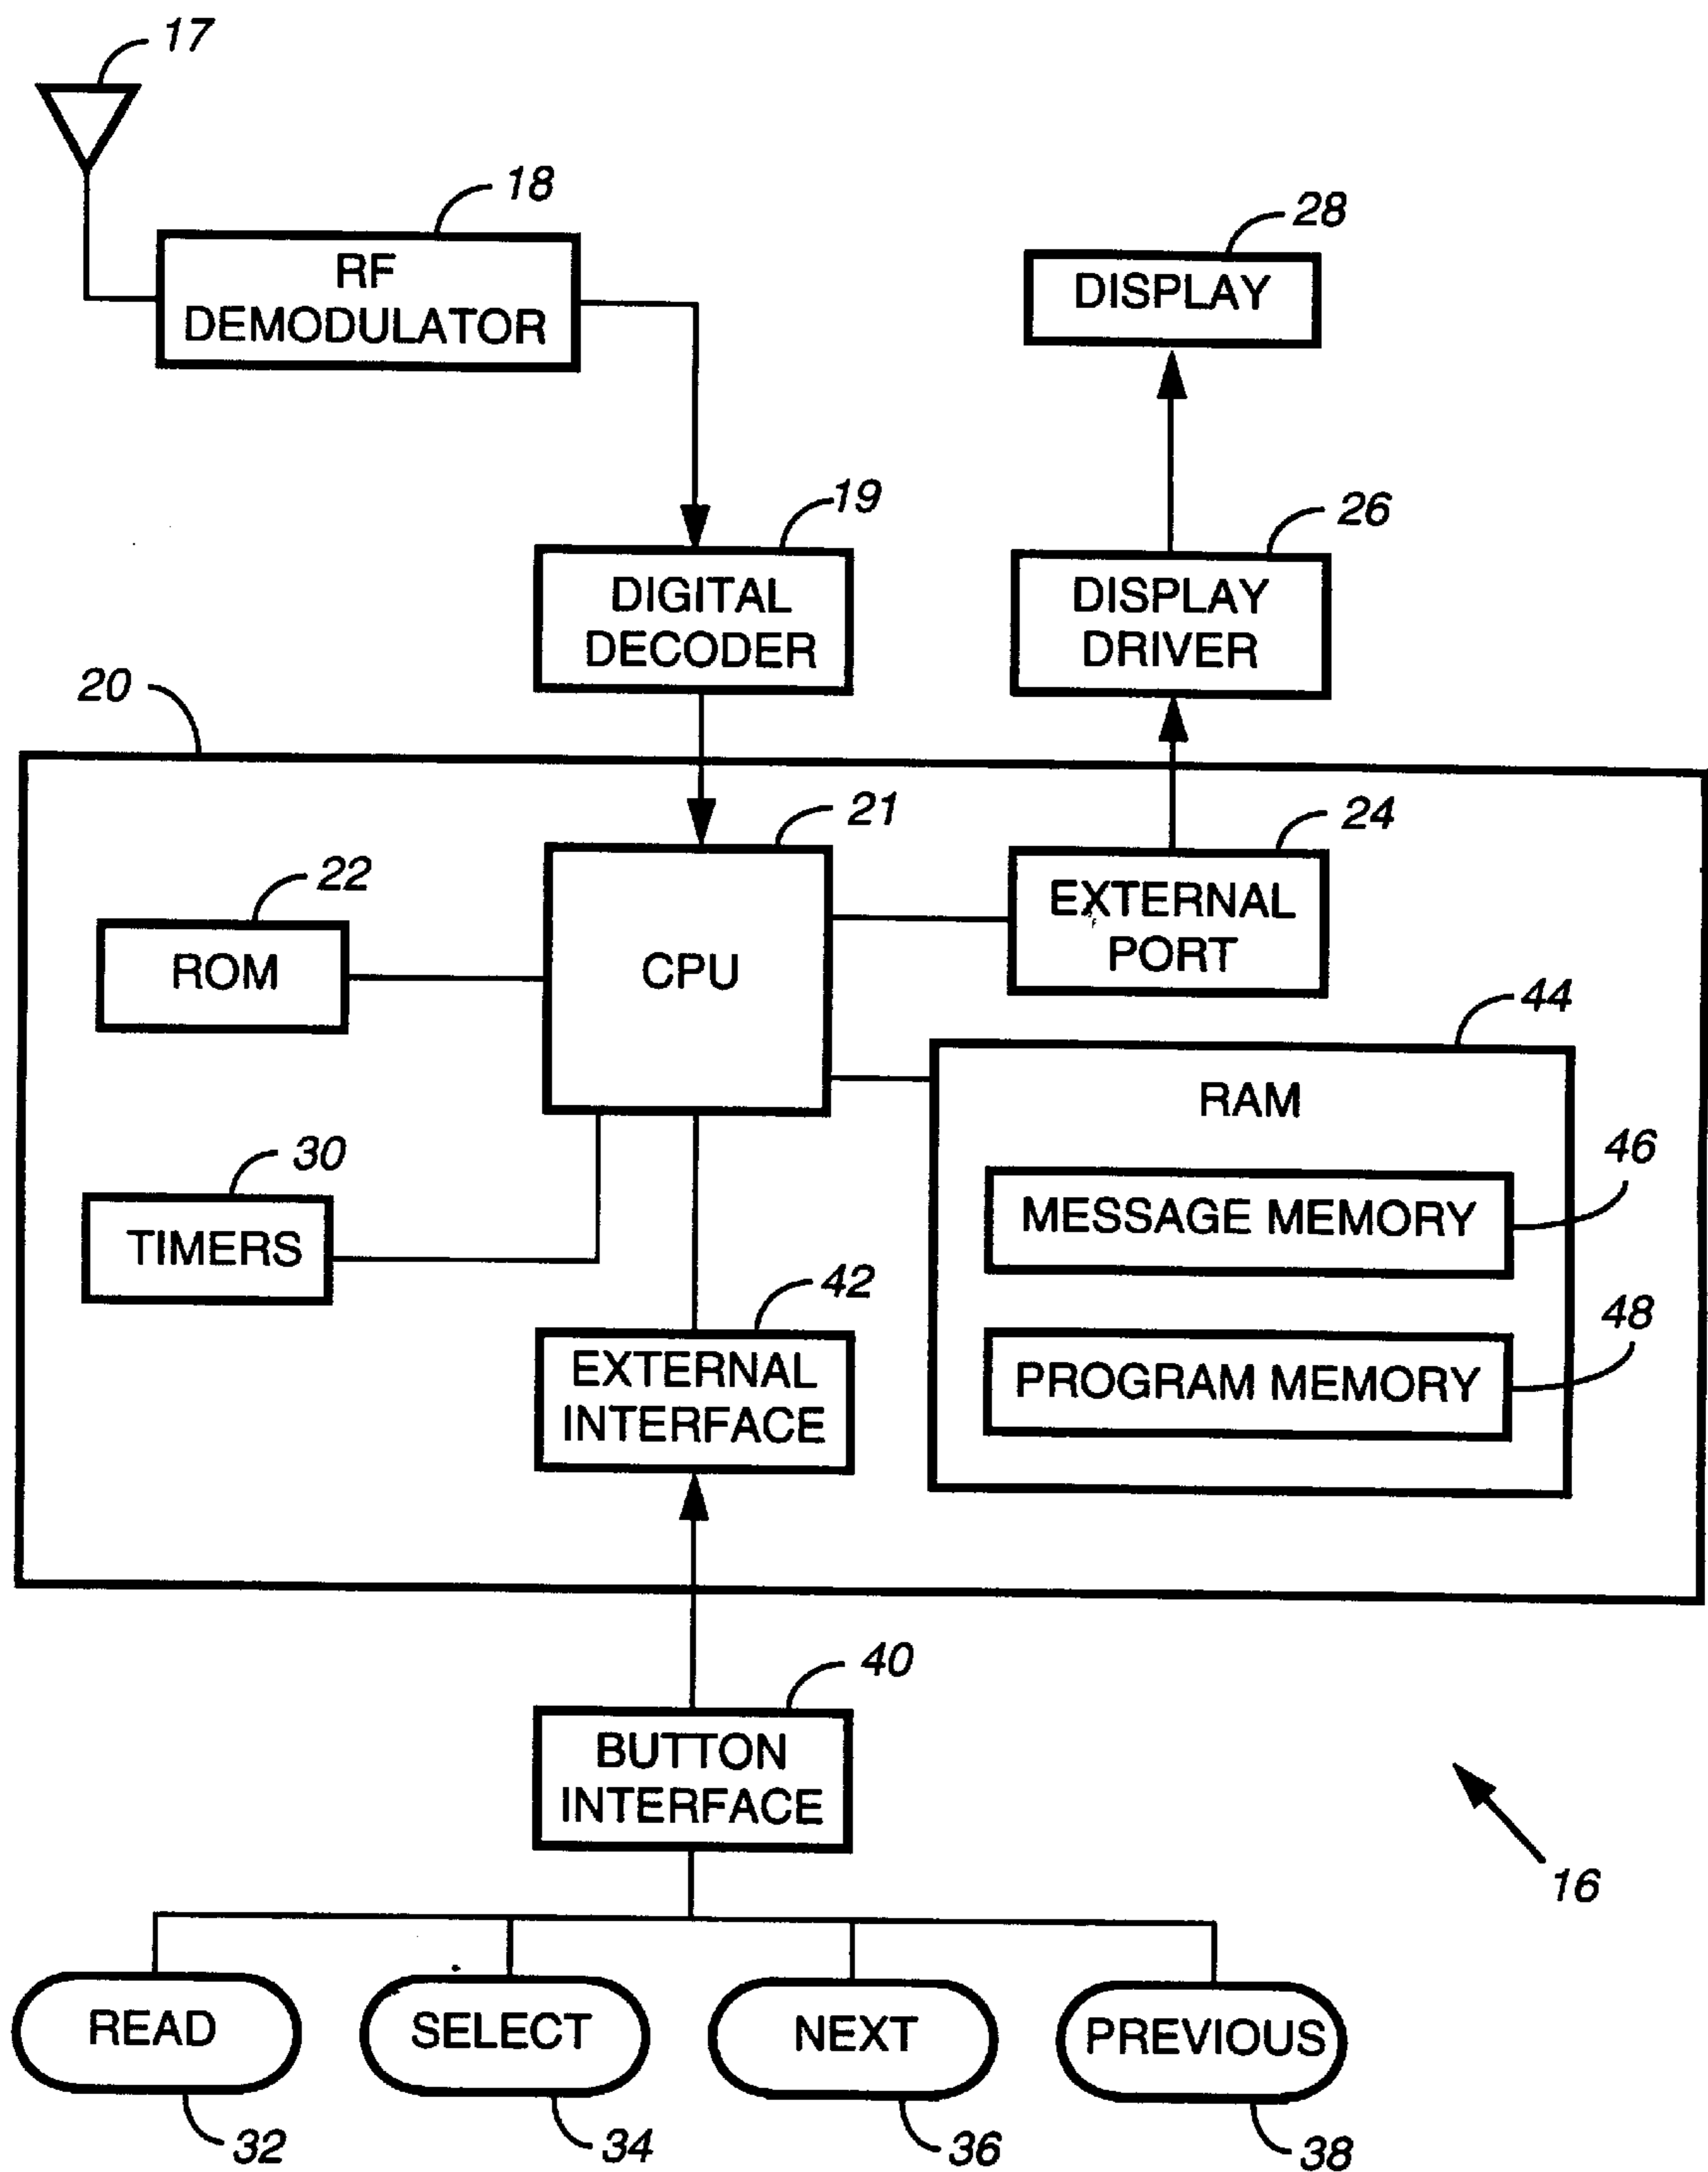 17
18
RF
DEMODULATOR
28
DISPLAY
19
DIGITAL
DECODER
26
DISPLAY
DRIVER
20
21
CPU
24
EXTERNAL
PORT
22
ROM
44
RAM
46
MESSAGE MEMORY
48
PROGRAM MEMORY
30
TIMERS
42
EXTERNAL
INTERFACE
40
BUTTON
INTERFACE
16
READ
SELECT
NEXT
PREVIOUS
32
34
36
38